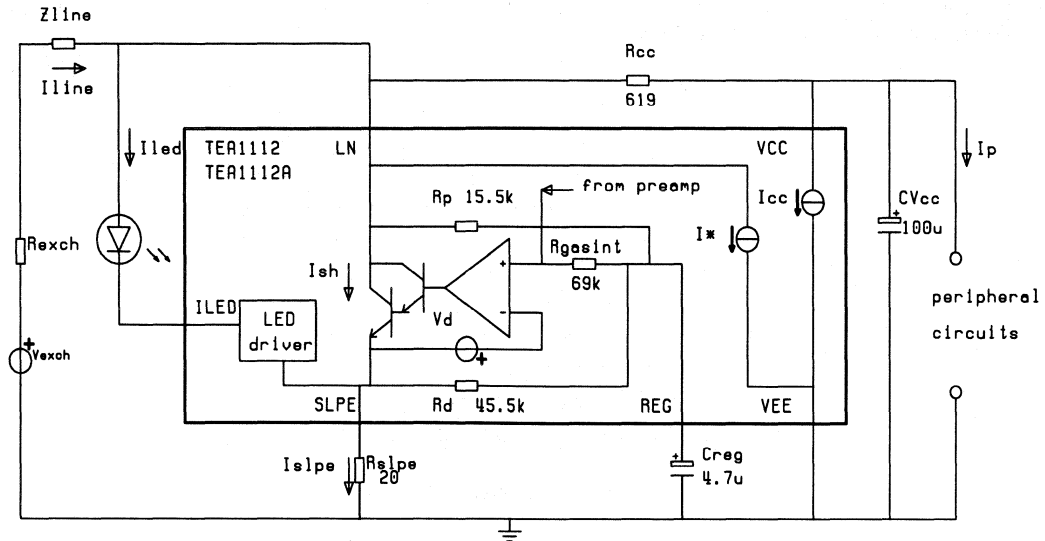 Zline
Iline
Rcc
619
Iled
TEA1112
TEA1112A
LN
VCC
Ip
from preamp
Rp 15.5k
Icc
CVcc
100u
I*
Rexch
Ish
Rgasint
69k
+
-
Vd
+
ILED
LED
driver
peripheral
circuits
+
Vexch
SLPE
Rd 45.5k
REG
VEE
Islpe
Rslpe
20
+
Creg
4.7u
+